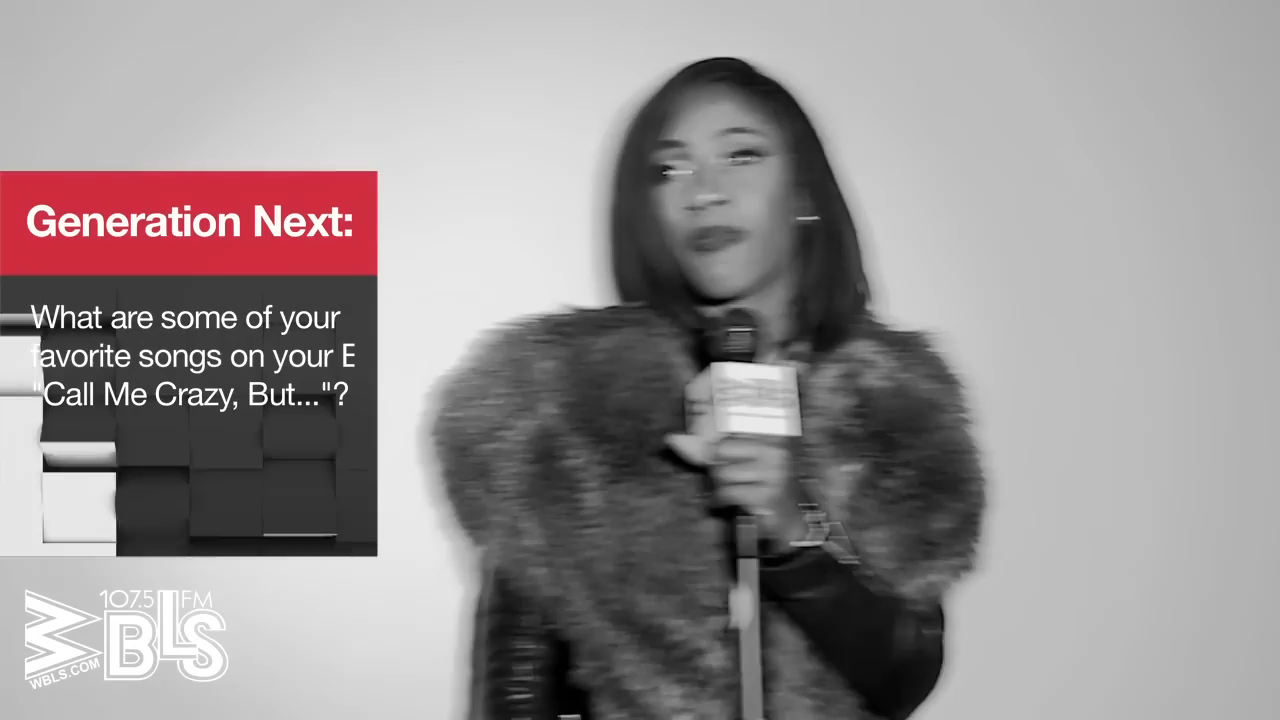 Generation Next:
What are some of your
favorite songs on your E
"Call Me Crazy, But..."?
107.5 FM
WBLS
WBLS.COM